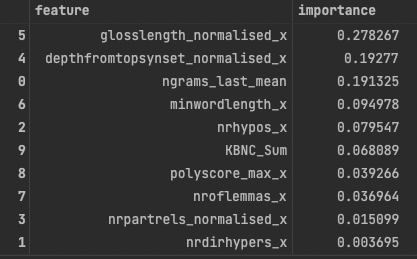 feature importance
5 glosslength_normalised_x 0.278267
4 depthfromtopsynset_normalised_x 0.19277
0 ngrams_last_mean 0.191325
6 minwordlength_x 0.094978
2 nrhypos_x 0.079547
9 KBNC_Sum 0.068089
8 polyscore_max_x 0.039266
7 nroflemmas_x 0.036964
3 nrpartrels_normalised_x 0.015099
1 nrdirhypers_x 0.003695